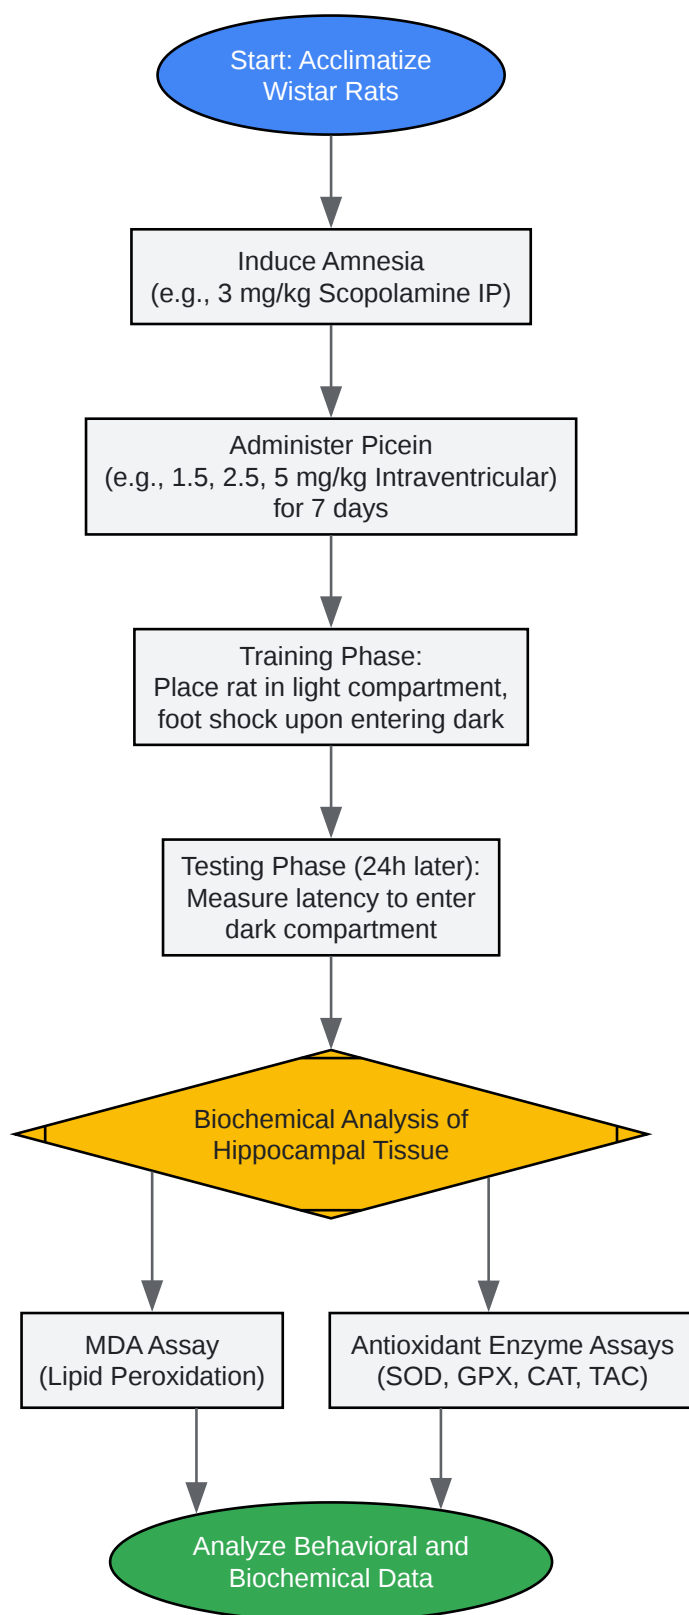 Start: Acclimatize
Wistar Rats
Induce Amnesia
(e.g., 3 mg/kg Scopolamine IP)
Administer Picein
(e.g., 1.5, 2.5, 5 mg/kg Intraventricular)
for 7 days
Training Phase:
Place rat in light compartment,
foot shock upon entering dark
Testing Phase (24h later):
Measure latency to enter
dark compartment
Biochemical Analysis of
Hippocampal Tissue
MDA Assay
(Lipid Peroxidation)
Antioxidant Enzyme Assays
(SOD, GPX, CAT, TAC)
Analyze Behavioral and
Biochemical Data